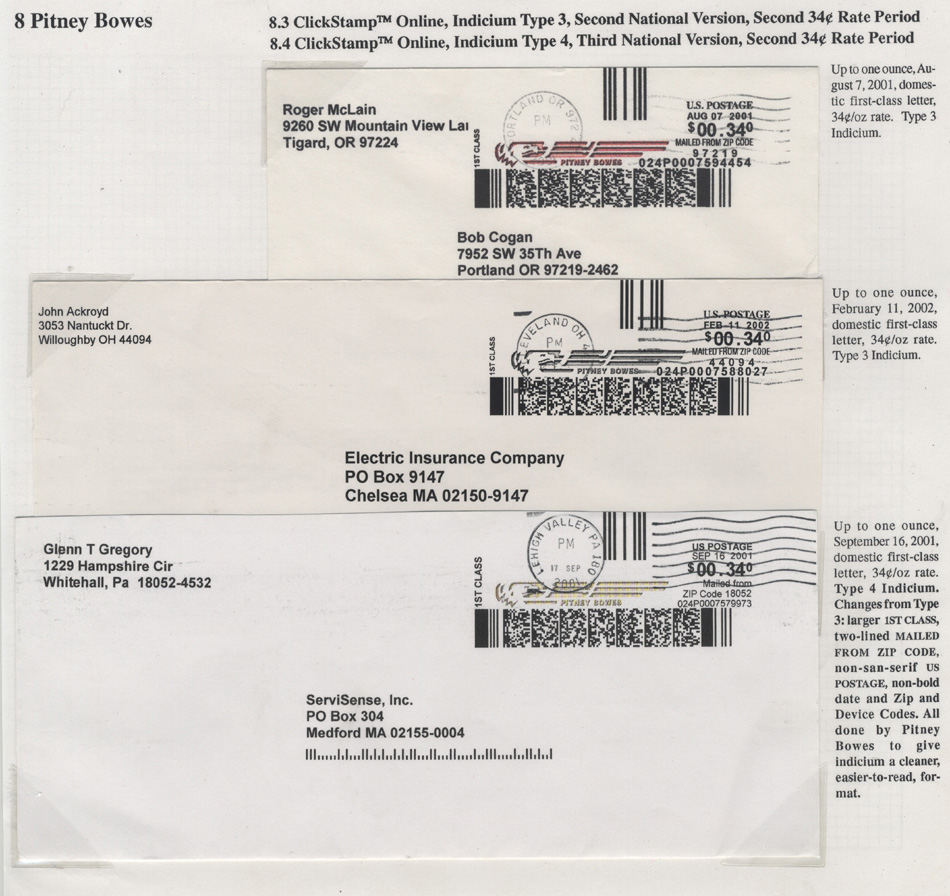 8 Pitney Bowes
8.3 ClickStamp™ Online, Indicium Type 3, Second National Version, Second 34¢ Rate Period
8.4 ClickStamp™ Online, Indicium Type 4, Third National Version, Second 34¢ Rate Period
Roger McLain
9260 SW Mountain View Lan
Tigard, OR 97224
1ST CLASS
PORTLAND OR 972
PM
U.S. POSTAGE
AUG 07 2001
$00.34⁰
MAILED FROM ZIP CODE
97219
PITNEY BOWES 024P0007594454
Bob Cogan
7952 SW 35Th Ave
Portland OR 97219-2462
Up to one ounce, Au-
gust 7, 2001, domes-
tic first-class letter,
34¢/oz rate. Type 3
Indicium.
John Ackroyd
3053 Nantuckt Dr.
Willoughby OH 44094
1ST CLASS
EVELAND OH 4
PM
U.S. POSTAGE
FEB 11 2002
$00.34⁰
MAILED FROM ZIP CODE
44094
PITNEY BOWES 024P0007588027
Electric Insurance Company
PO Box 9147
Chelsea MA 02150-9147
Up to one ounce,
February 11, 2002,
domestic first-class
letter, 34¢/oz rate.
Type 3 Indicium.
Glenn T Gregory
1229 Hampshire Cir
Whitehall, Pa 18052-4532
1ST CLASS
LEHIGH VALLEY PA 180
PM
17 SEP
2001
US POSTAGE
SEP 16 2001
$00.34⁰
Mailed from
ZIP Code 18052
024P0007579973
PITNEY BOWES
ServiSense, Inc.
PO Box 304
Medford MA 02155-0004
Up to one ounce,
September 16, 2001,
domestic first-class
letter, 34¢/oz rate.
Type 4 Indicium.
Changes from Type
3: larger 1ST CLASS,
two-lined MAILED
FROM ZIP CODE,
non-san-serif US
POSTAGE, non-bold
date and Zip and
Device Codes. All
done by Pitney
Bowes to give
indicium a cleaner,
easier-to-read, for-
mat.